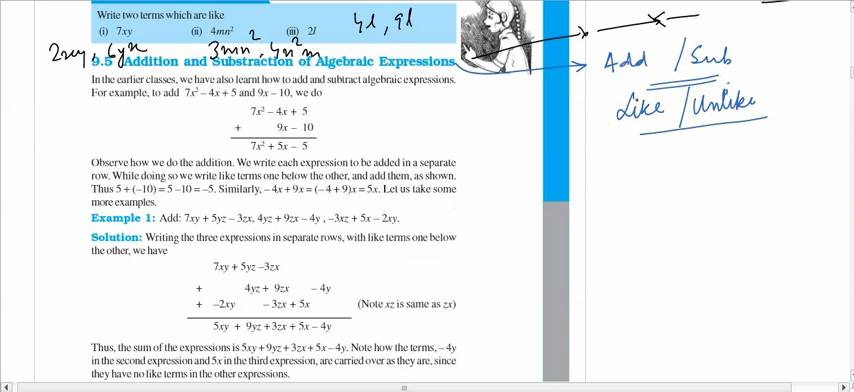 Write two terms which are like
(i) 7xy (ii) 4mn² (iii) 2l
4l, 9l
2xy, 6yx 3mn², 4n²m
9.5 Addition and Substraction of Algebraic Expressions
Add / Sub
Like / Unlike
In the earlier classes, we have also learnt how to add and subtract algebraic expressions.
For example, to add 7x² – 4x + 5 and 9x – 10, we do
7x² – 4x + 5
+ 9x – 10
7x² + 5x – 5
Observe how we do the addition. We write each expression to be added in a separate
row. While doing so we write like terms one below the other, and add them, as shown.
Thus 5 + (–10) = 5 –10 = –5. Similarly, – 4x + 9x = (– 4 + 9)x = 5x. Let us take some
more examples.
Example 1: Add: 7xy + 5yz – 3zx, 4yz + 9zx – 4y , –3xz + 5x – 2xy.
Solution: Writing the three expressions in separate rows, with like terms one below
the other, we have
7xy + 5yz –3zx
+ 4yz + 9zx – 4y
+ –2xy – 3zx + 5x (Note xz is same as zx)
5xy + 9yz +3zx + 5x – 4y
Thus, the sum of the expressions is 5xy + 9yz + 3zx + 5x – 4y. Note how the terms, – 4y
in the second expression and 5x in the third expression, are carried over as they are, since
they have no like terms in the other expressions.